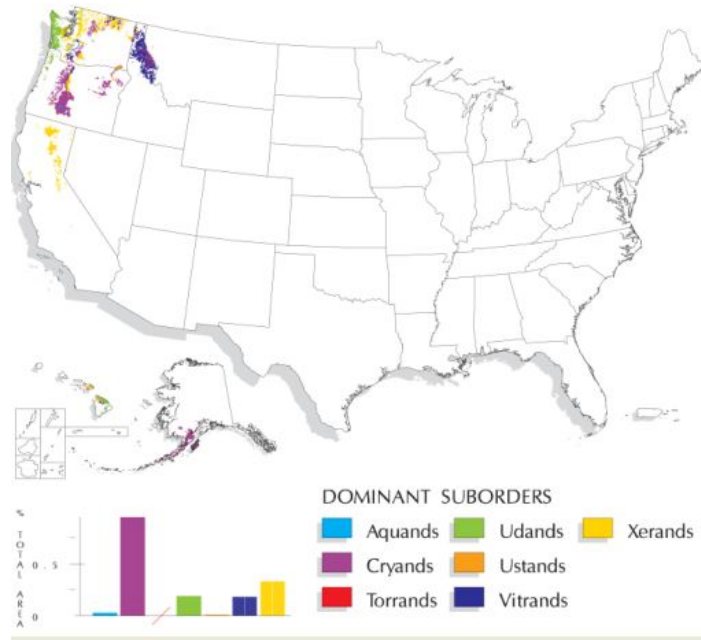 DOMINANT SUBORDERS
Aquands Udands Xerands
Cryands Ustands
Torrands Vitrands
% TOTAL AREA
0.5
0